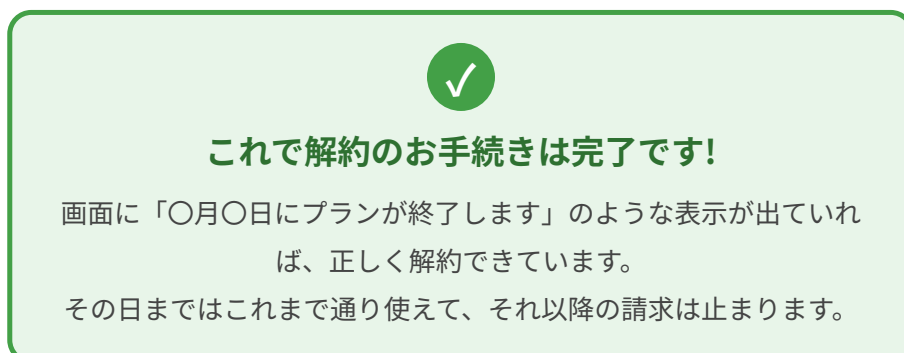 これで解約のお手続きは完了です!
画面に「〇月〇日にプランが終了します」のような表示が出ていれ
ば、正しく解約できています。
その日まではこれまで通り使えて、それ以降の請求は止まります。